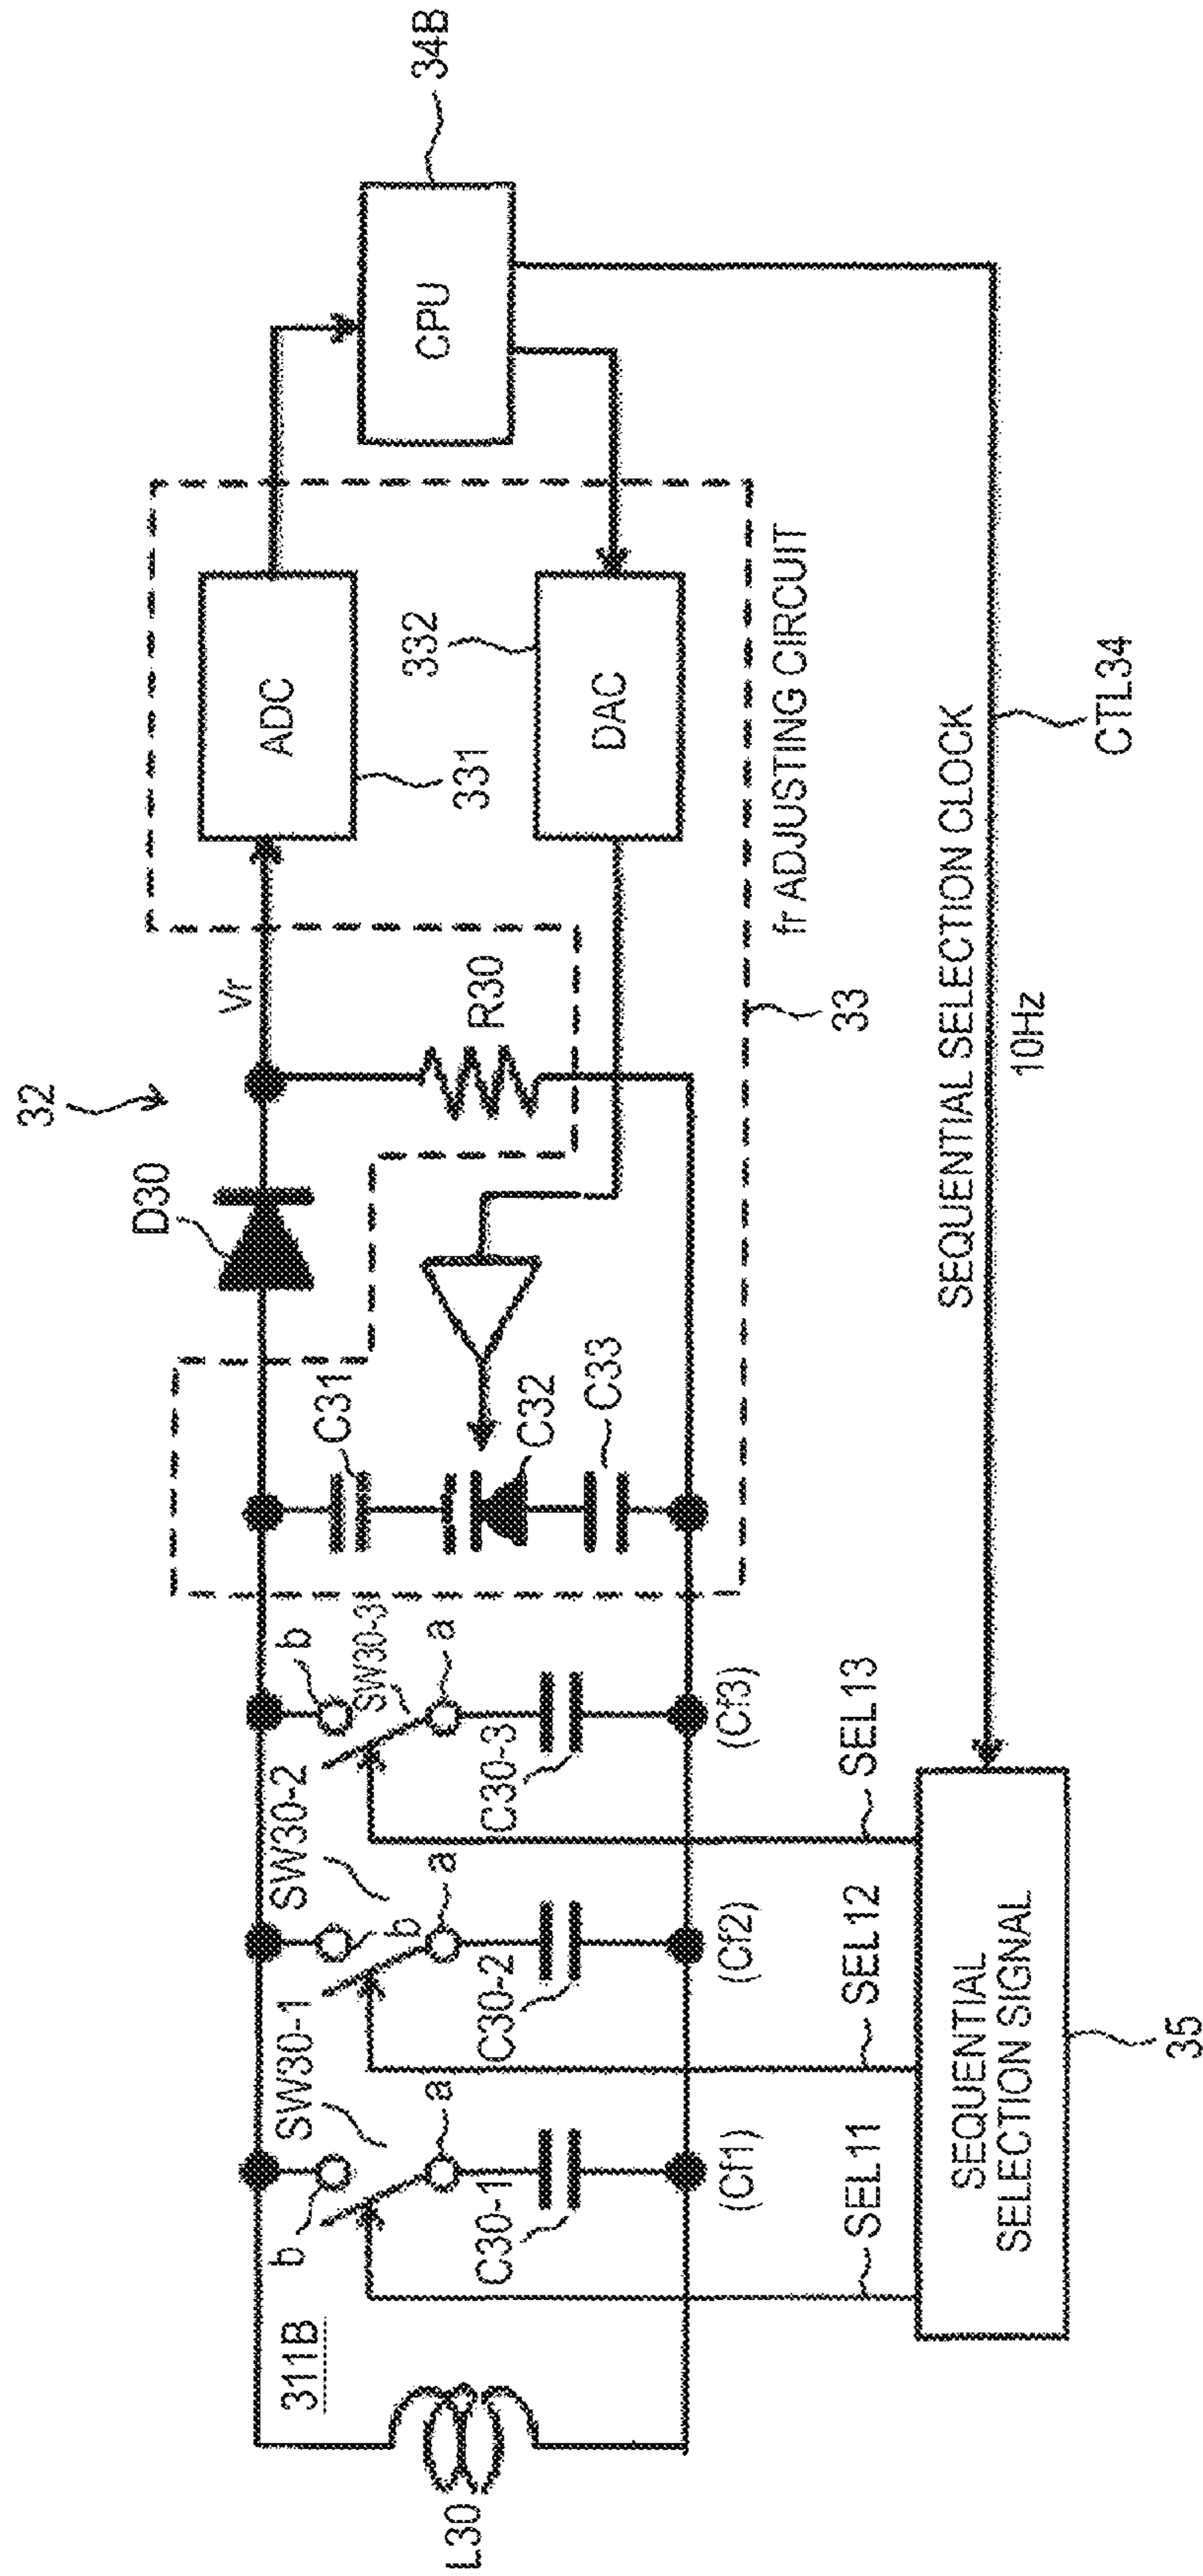 32
34B
D30
Vr
ADC
331
CPU
R30
332
DAC
C31
C32
C33
fr ADJUSTING CIRCUIT
33
311B
L30
b
SW30-1
a
C30-1
(Cf1)
SW30-2
b
a
C30-2
(Cf2)
b
SW30-3
a
C30-3
(Cf3)
SEL11
SEL12
SEL13
SEQUENTIAL SELECTION CLOCK
10Hz
CTL34
SEQUENTIAL
SELECTION SIGNAL
35